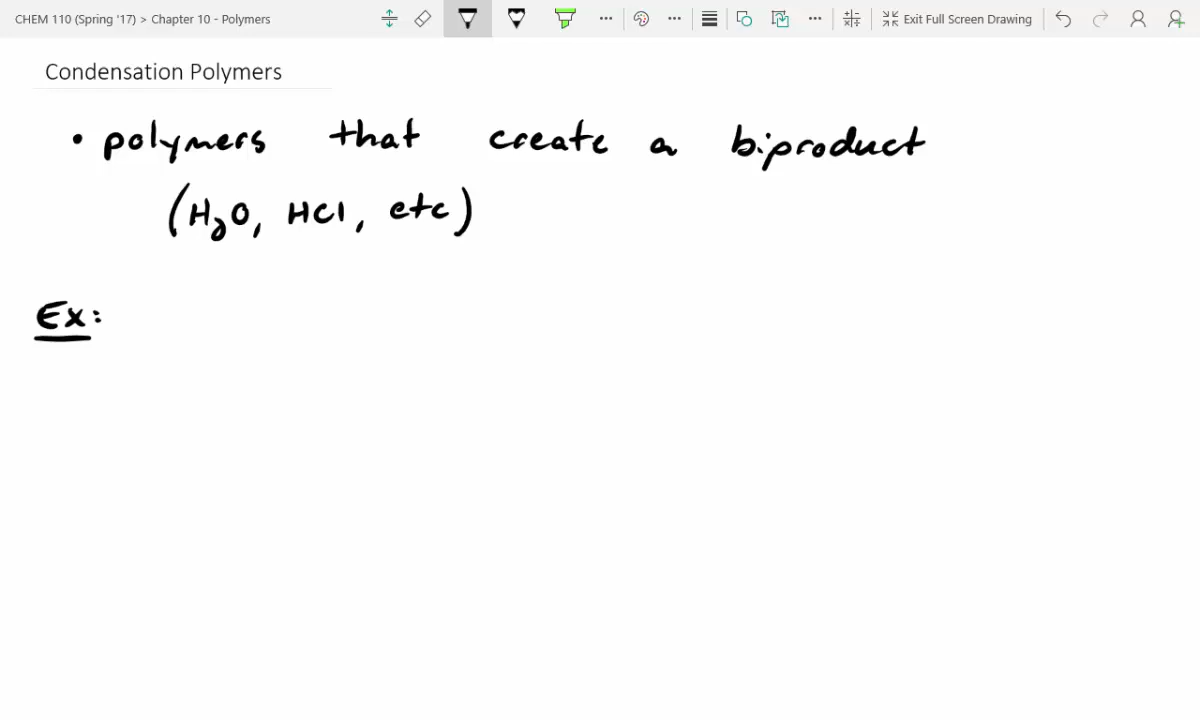 CHEM 110 (Spring '17) > Chapter 10 - Polymers
Exit Full Screen Drawing
Condensation Polymers
• polymers that create a biproduct
(H₂O, HCl, etc)
Ex: